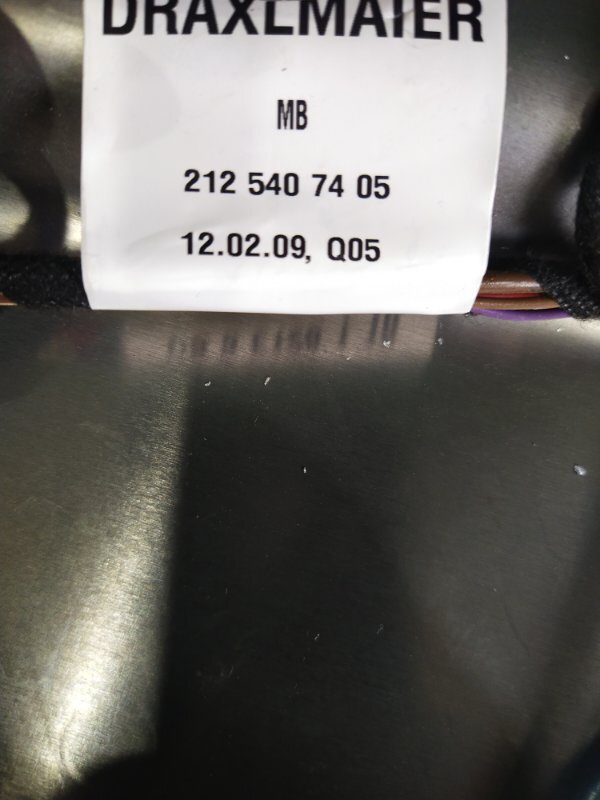 DRAXLMAIER
MB
212 540 74 05
12.02.09, Q05